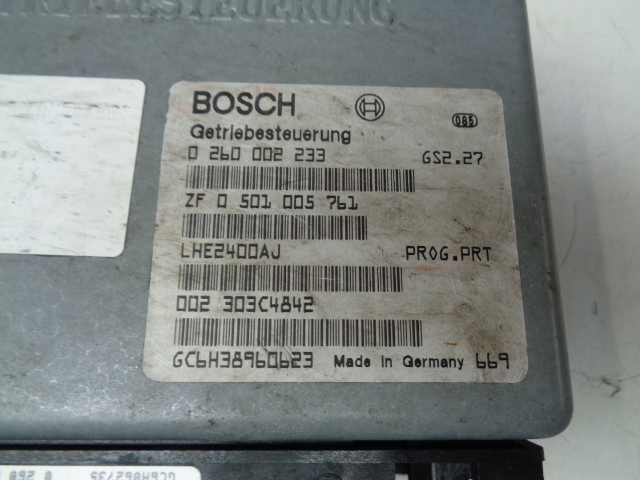 BOSCH
085
Getriebesteuerung
0 260 002 233 GS2.27
ZF 0 501 005 761
LHE2400AJ PROG.PRT
002 303C4842
GC6H38960623 Made in Germany 669